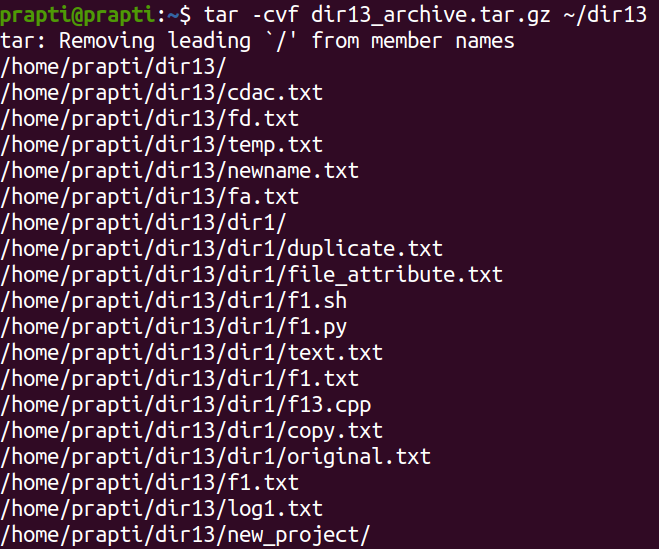 prapti@prapti:~$ tar -cvf dir13_archive.tar.gz ~/dir13
tar: Removing leading `/' from member names
/home/prapti/dir13/
/home/prapti/dir13/cdac.txt
/home/prapti/dir13/fd.txt
/home/prapti/dir13/temp.txt
/home/prapti/dir13/newname.txt
/home/prapti/dir13/fa.txt
/home/prapti/dir13/dir1/
/home/prapti/dir13/dir1/duplicate.txt
/home/prapti/dir13/dir1/file_attribute.txt
/home/prapti/dir13/dir1/f1.sh
/home/prapti/dir13/dir1/f1.py
/home/prapti/dir13/dir1/text.txt
/home/prapti/dir13/dir1/f1.txt
/home/prapti/dir13/dir1/f13.cpp
/home/prapti/dir13/dir1/copy.txt
/home/prapti/dir13/dir1/original.txt
/home/prapti/dir13/f1.txt
/home/prapti/dir13/log1.txt
/home/prapti/dir13/new_project/